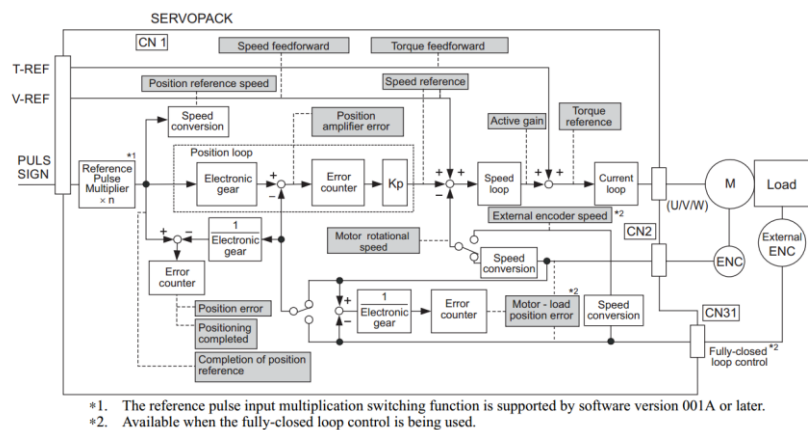 SERVOPACK
CN 1
Speed feedforward
Torque feedforward
T-REF
Position reference speed
Speed reference
V-REF
Speed
conversion
Position
amplifier error
Active gain
Torque
reference
PULS
SIGN
*1
Reference
Pulse
Multiplier
× n
Position loop
Electronic
gear
+
−
Error
counter
Kp
+
+
−
Speed
loop
+
+
Current
loop
(U/V/W)
M
Load
External encoder speed
*2
CN2
+
−
1
Electronic
gear
Motor rotational
speed
Speed
conversion
ENC
External
ENC
Error
counter
*2
Position error
Positioning
completed
+
−
1
Electronic
gear
Error
counter
Motor - load
position error
Speed
conversion
CN31
Completion of position
reference
Fully-closed
loop control
*2
*1. The reference pulse input multiplication switching function is supported by software version 001A or later.
*2. Available when the fully-closed loop control is being used.